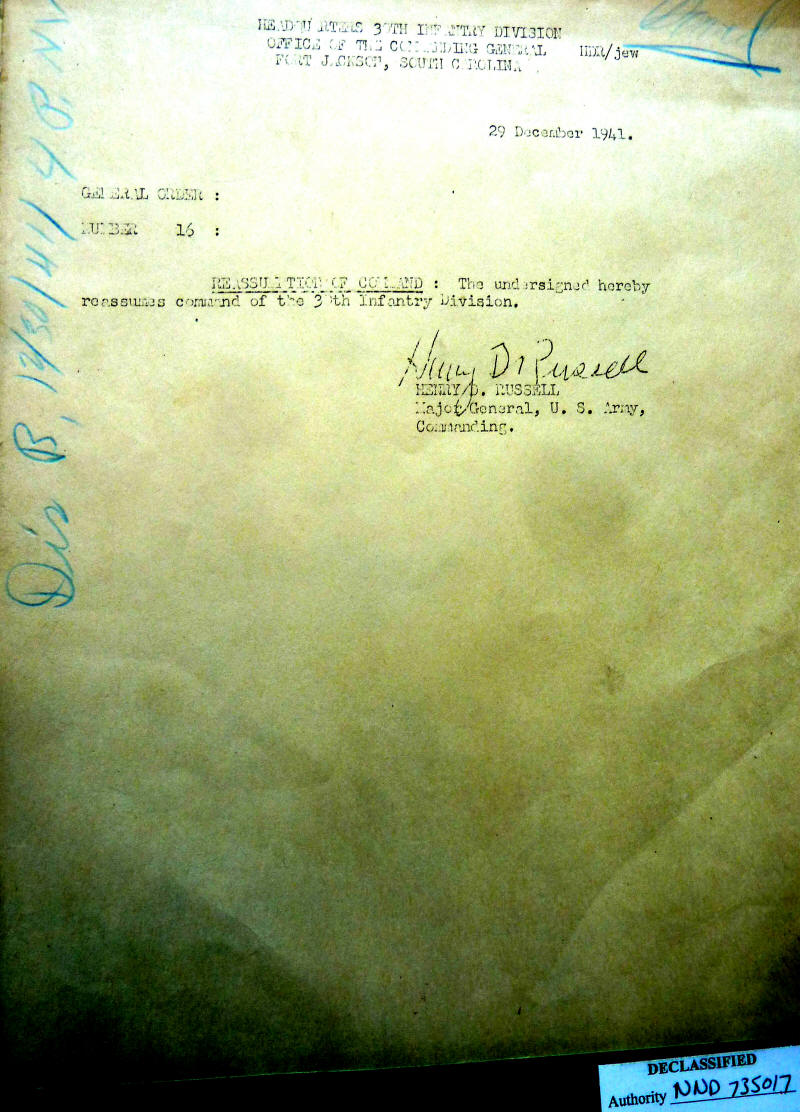 HEADQUARTERS 30TH INFANTRY DIVISION
OFFICE OF THE COMMANDING GENERAL HDR/jew
FORT JACKSON, SOUTH CAROLINA
29 December 1941.
GENERAL ORDER :
NUMBER 16 :
REASSUMPTION OF COMMAND : The undersigned hereby
reassumes command of the 30th Infantry Division.
Henry D Russell
HENRY D. RUSSELL
Major General, U. S. Army,
Commanding.
Dis B, 12/30/41
DECLASSIFIED
Authority NND 735017